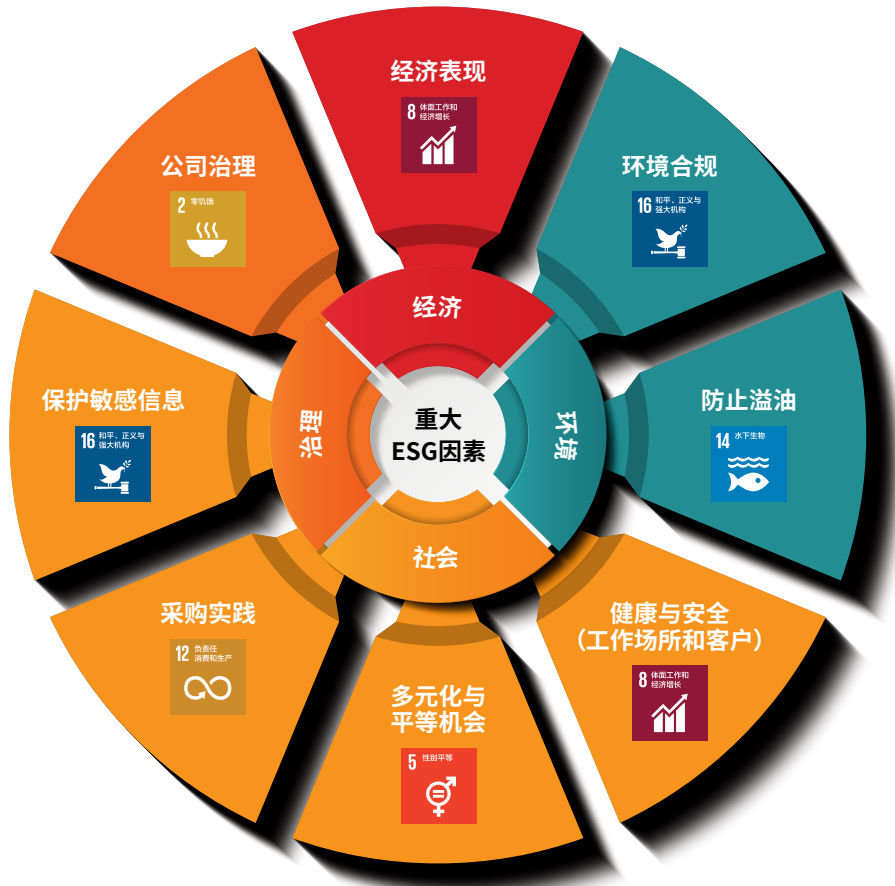 经济表现
8 体面工作和
经济增长
环境合规
16 和平、正义与
强大机构
防止溢油
14 水下生物
健康与安全
（工作场所和客户）
8 体面工作和
经济增长
多元化与
平等机会
5 性别平等
采购实践
12 负责任
消费和生产
保护敏感信息
16 和平、正义与
强大机构
公司治理
2 零饥饿
经济
环境
社会
治理
重大
ESG因素